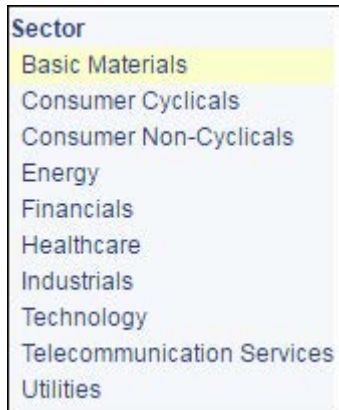 Sector
Basic Materials
Consumer Cyclicals
Consumer Non-Cyclicals
Energy
Financials
Healthcare
Industrials
Technology
Telecommunication Services
Utilities